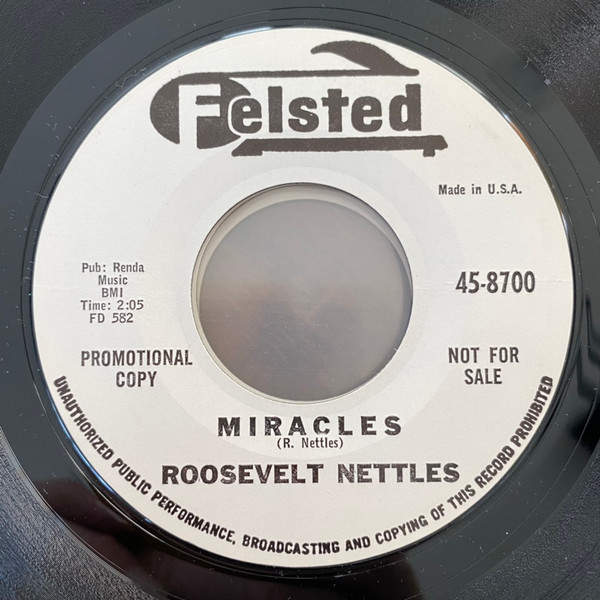 Felsted
Made in U.S.A.
Pub: Renda
Music
BMI
Time: 2:05
FD 582
45-8700
PROMOTIONAL
COPY
NOT FOR
SALE
MIRACLES
(R. Nettles)
ROOSEVELT NETTLES
UNAUTHORIZED PUBLIC PERFORMANCE, BROADCASTING AND COPYING OF THIS RECORD PROHIBITED